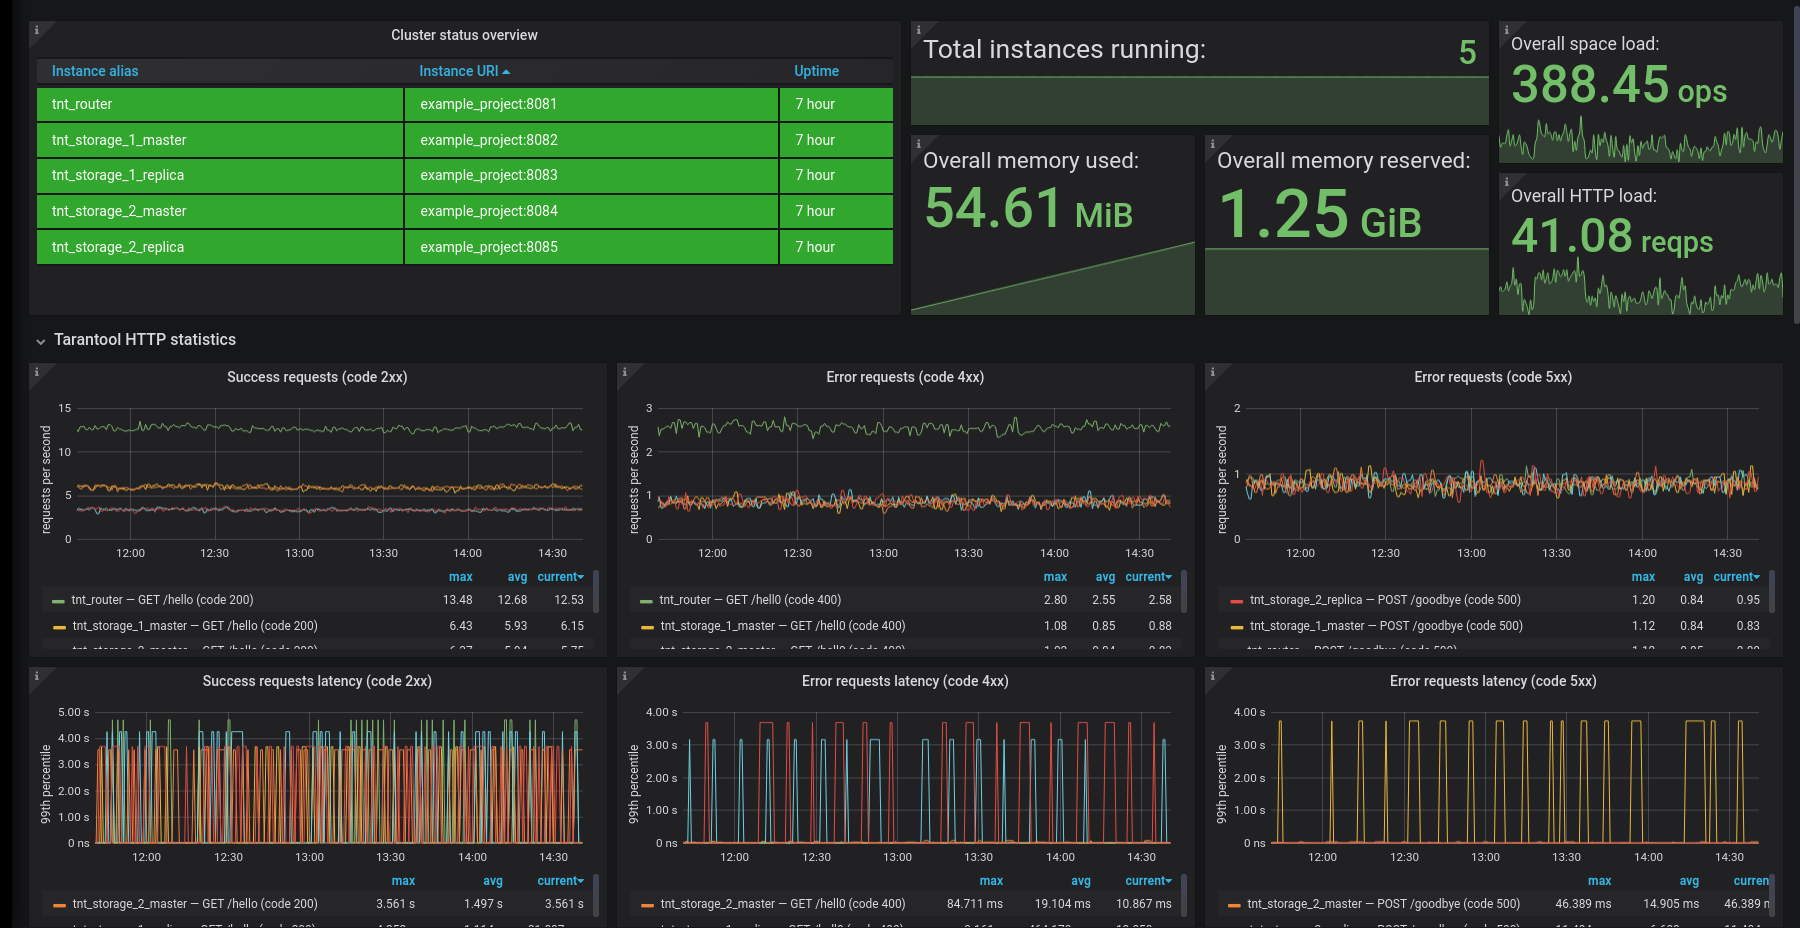 Cluster status overview
Instance alias Instance URI Uptime
tnt_router example_project:8081 7 hour
tnt_storage_1_master example_project:8082 7 hour
tnt_storage_1_replica example_project:8083 7 hour
tnt_storage_2_master example_project:8084 7 hour
tnt_storage_2_replica example_project:8085 7 hour
Total instances running: 5
Overall memory used:
54.61 MiB
Overall memory reserved:
1.25 GiB
Overall space load:
388.45 ops
Overall HTTP load:
41.08 reqps
Tarantool HTTP statistics
Success requests (code 2xx)
requests per second
15
10
5
0
12:00 12:30 13:00 13:30 14:00 14:30
max avg current
tnt_router — GET /hello (code 200) 13.48 12.68 12.53
tnt_storage_1_master — GET /hello (code 200) 6.43 5.93 6.15
Error requests (code 4xx)
requests per second
3
2
1
0
12:00 12:30 13:00 13:30 14:00 14:30
max avg current
tnt_router — GET /hell0 (code 400) 2.80 2.55 2.58
tnt_storage_1_master — GET /hell0 (code 400) 1.08 0.85 0.88
Error requests (code 5xx)
requests per second
2
1
0
12:00 12:30 13:00 13:30 14:00 14:30
max avg current
tnt_storage_2_replica — POST /goodbye (code 500) 1.20 0.84 0.95
tnt_storage_1_master — POST /goodbye (code 500) 1.12 0.84 0.83
Success requests latency (code 2xx)
99th percentile
5.00 s
4.00 s
3.00 s
2.00 s
1.00 s
0 ns
12:00 12:30 13:00 13:30 14:00 14:30
max avg current
tnt_storage_2_master — GET /hello (code 200) 3.561 s 1.497 s 3.561 s
Error requests latency (code 4xx)
99th percentile
4.00 s
3.00 s
2.00 s
1.00 s
0 ns
12:00 12:30 13:00 13:30 14:00 14:30
max avg current
tnt_storage_2_master — GET /hell0 (code 400) 84.711 ms 19.104 ms 10.867 ms
Error requests latency (code 5xx)
99th percentile
4.00 s
3.00 s
2.00 s
1.00 s
0 ns
12:00 12:30 13:00 13:30 14:00 14:30
max avg curren
tnt_storage_2_master — POST /goodbye (code 500) 46.389 ms 14.905 ms 46.389 n